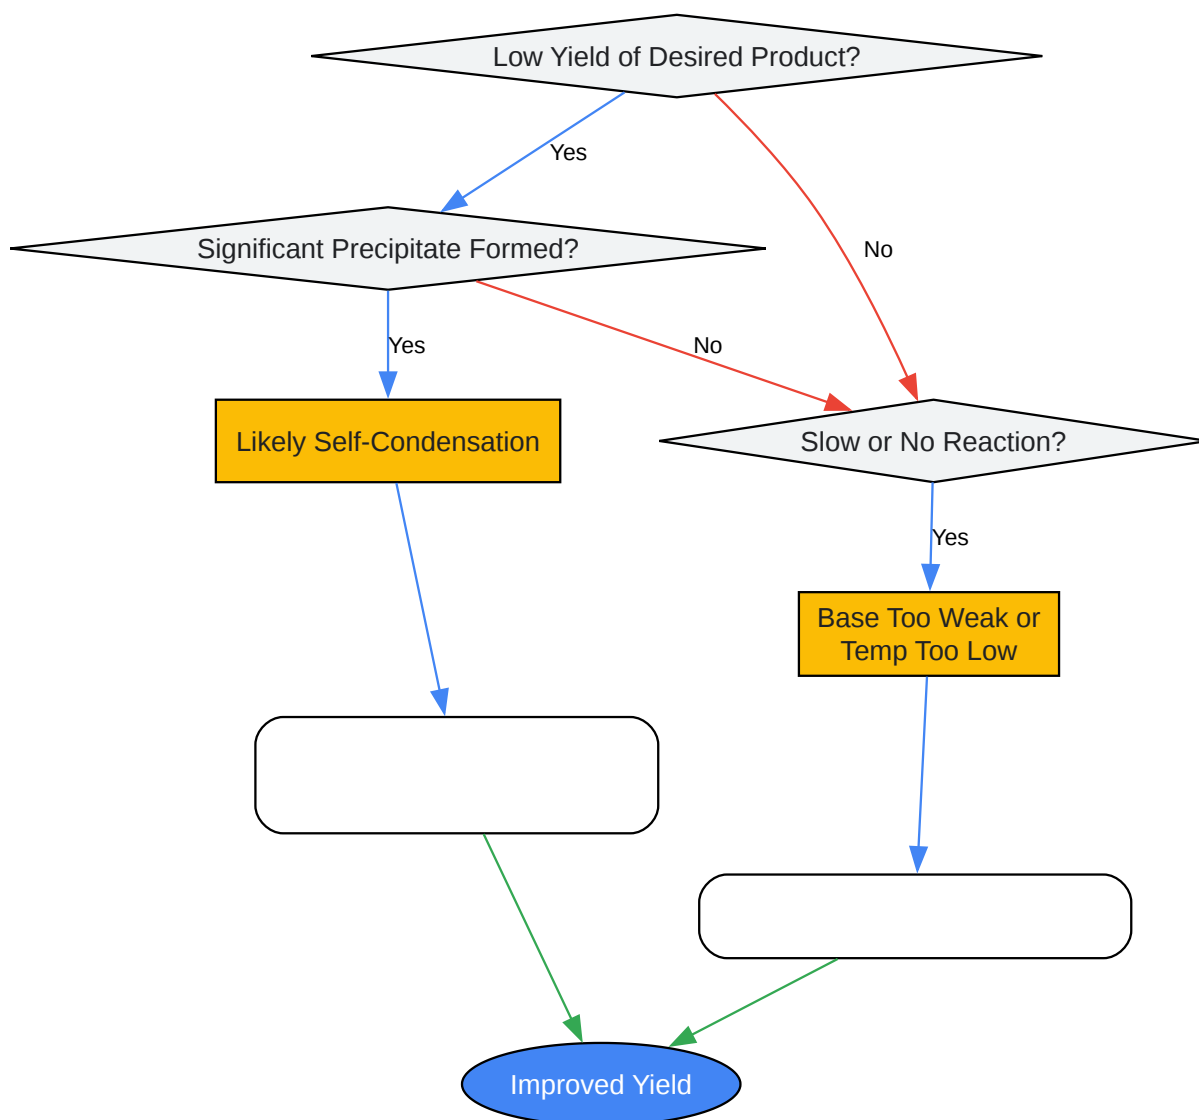 Low Yield of Desired Product?
Yes
No
Significant Precipitate Formed?
Yes
No
Likely Self-Condensation
Slow or No Reaction?
Yes
Base Too Weak or
Temp Too Low
Improved Yield